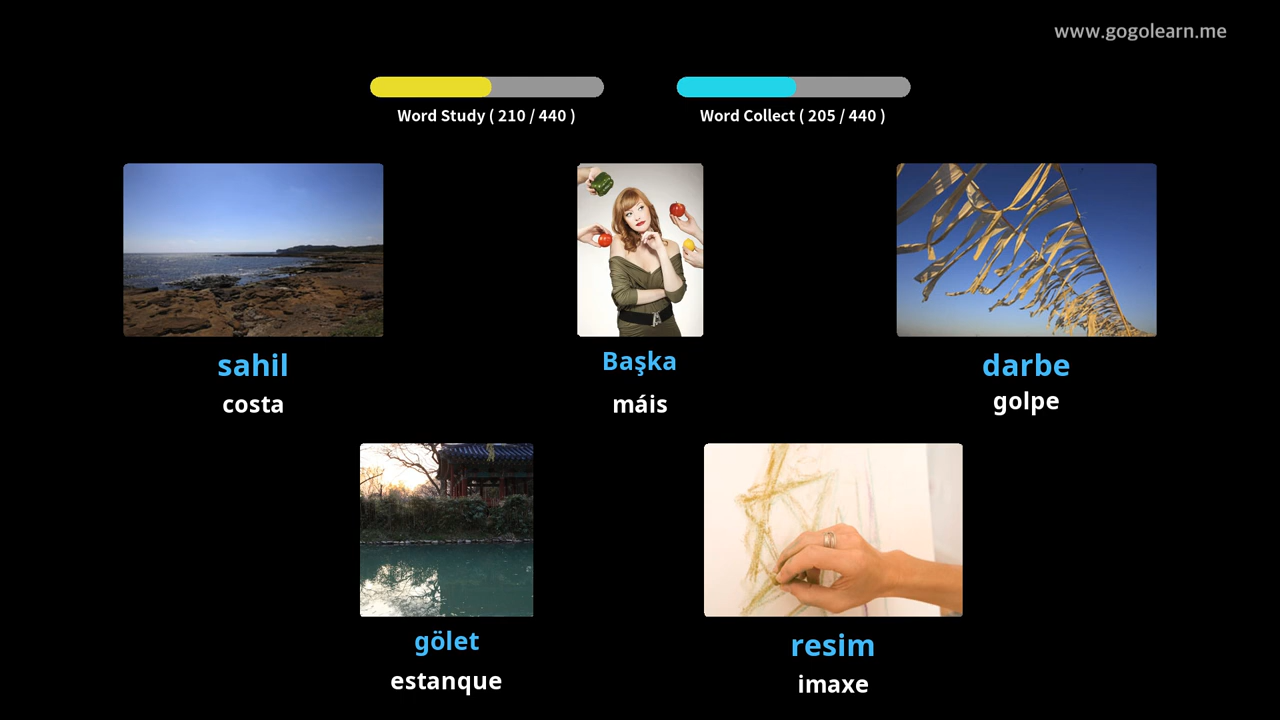 www.gogolearn.me
Word Study ( 210 / 440 )
Word Collect ( 205 / 440 )
sahil
costa
Başka
máis
darbe
golpe
gölet
estanque
resim
imaxe